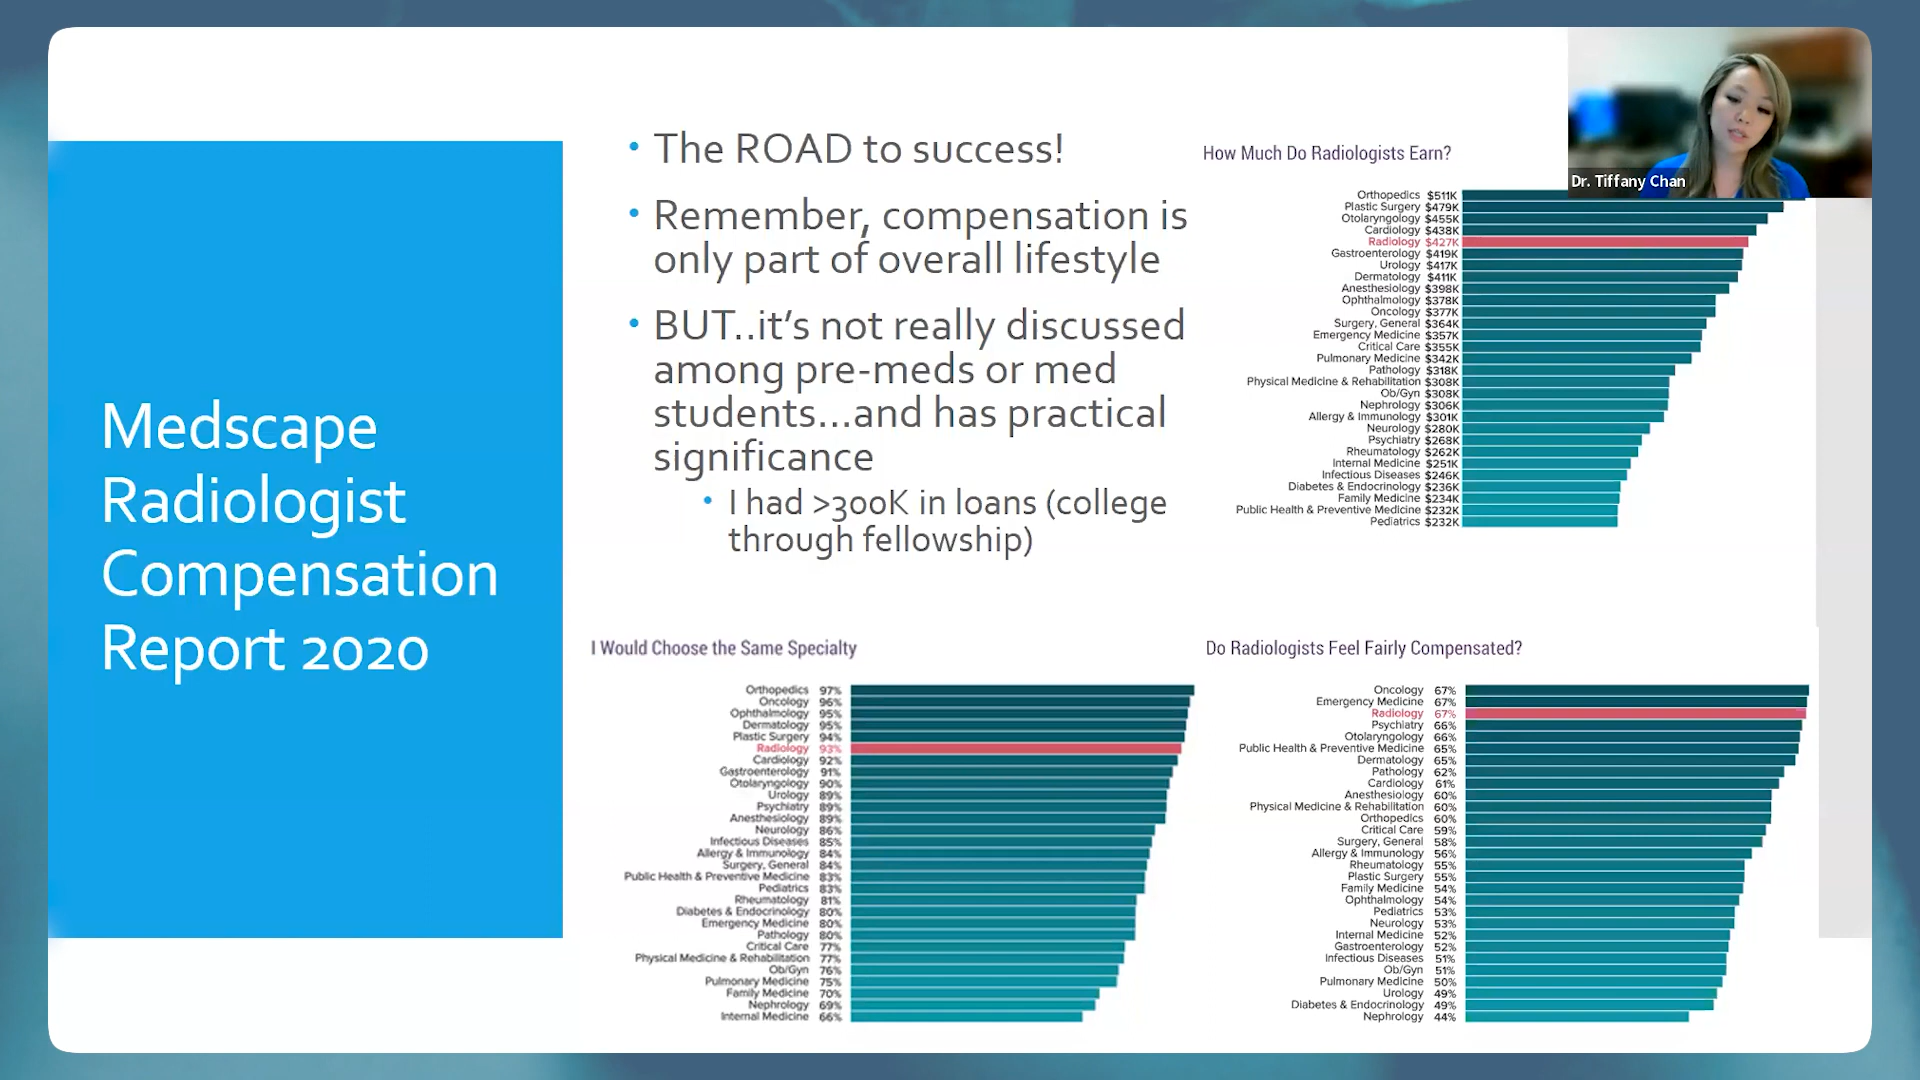 Medscape
Radiologist
Compensation
Report 2020
• The ROAD to success!
• Remember, compensation is
only part of overall lifestyle
• BUT..it's not really discussed
among pre-meds or med
students...and has practical
significance
• I had >300K in loans (college
through fellowship)
How Much Do Radiologists Earn?
Orthopedics $511K
Plastic Surgery $479K
Otolaryngology $455K
Cardiology $438K
Radiology $427K
Gastroenterology $419K
Urology $417K
Dermatology $411K
Anesthesiology $398K
Ophthalmology $378K
Oncology $377K
Surgery, General $364K
Emergency Medicine $357K
Critical Care $355K
Pulmonary Medicine $342K
Pathology $318K
Physical Medicine & Rehabilitation $308K
Ob/Gyn $308K
Nephrology $306K
Allergy & Immunology $301K
Neurology $280K
Psychiatry $268K
Rheumatology $262K
Internal Medicine $251K
Infectious Diseases $246K
Diabetes & Endocrinology $236K
Family Medicine $234K
Public Health & Preventive Medicine $232K
Pediatrics $232K
Dr. Tiffany Chan
I Would Choose the Same Specialty
Orthopedics 97%
Oncology 96%
Ophthalmology 95%
Dermatology 95%
Plastic Surgery 94%
Radiology 93%
Cardiology 92%
Gastroenterology 91%
Otolaryngology 90%
Urology 89%
Psychiatry 89%
Anesthesiology 89%
Neurology 86%
Infectious Diseases 85%
Allergy & Immunology 84%
Surgery, General 84%
Public Health & Preventive Medicine 83%
Pediatrics 83%
Rheumatology 81%
Diabetes & Endocrinology 80%
Emergency Medicine 80%
Pathology 80%
Critical Care 77%
Physical Medicine & Rehabilitation 77%
Ob/Gyn 76%
Pulmonary Medicine 75%
Family Medicine 70%
Nephrology 69%
Internal Medicine 66%
Do Radiologists Feel Fairly Compensated?
Oncology 67%
Emergency Medicine 67%
Radiology 67%
Psychiatry 66%
Otolaryngology 66%
Public Health & Preventive Medicine 65%
Dermatology 65%
Pathology 62%
Cardiology 61%
Anesthesiology 60%
Physical Medicine & Rehabilitation 60%
Orthopedics 60%
Critical Care 59%
Surgery, General 58%
Allergy & Immunology 56%
Rheumatology 55%
Plastic Surgery 55%
Family Medicine 54%
Ophthalmology 54%
Pediatrics 53%
Neurology 53%
Internal Medicine 52%
Gastroenterology 52%
Infectious Diseases 51%
Ob/Gyn 51%
Pulmonary Medicine 50%
Urology 49%
Diabetes & Endocrinology 49%
Nephrology 44%